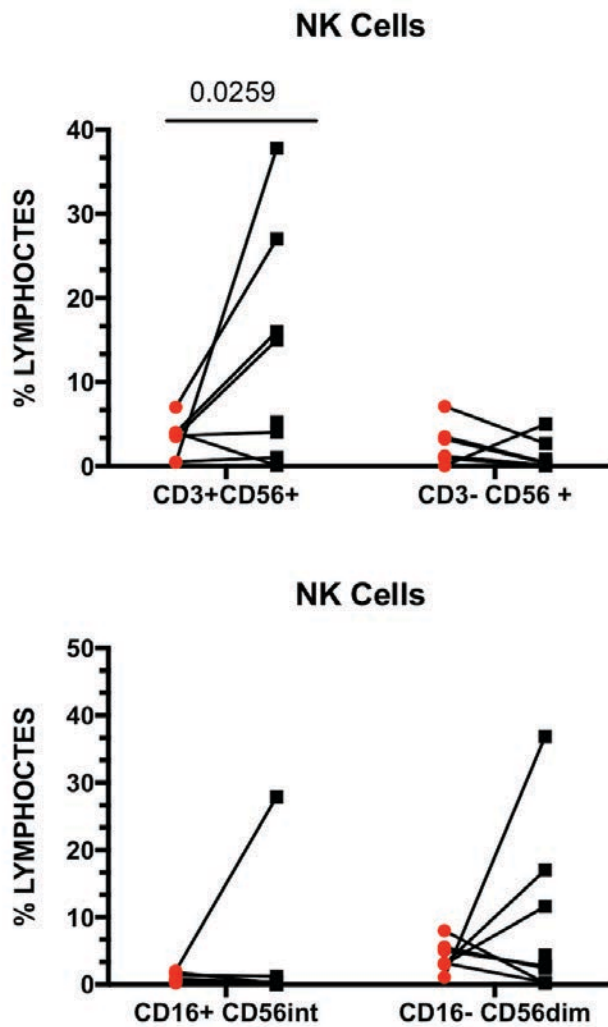 NK Cells
0.0259
% LYMPHOCTES
40
30
20
10
0
CD3+CD56+ CD3- CD56 +
NK Cells
% LYMPHOCTES
50
40
30
20
10
0
CD16+ CD56int CD16- CD56dim